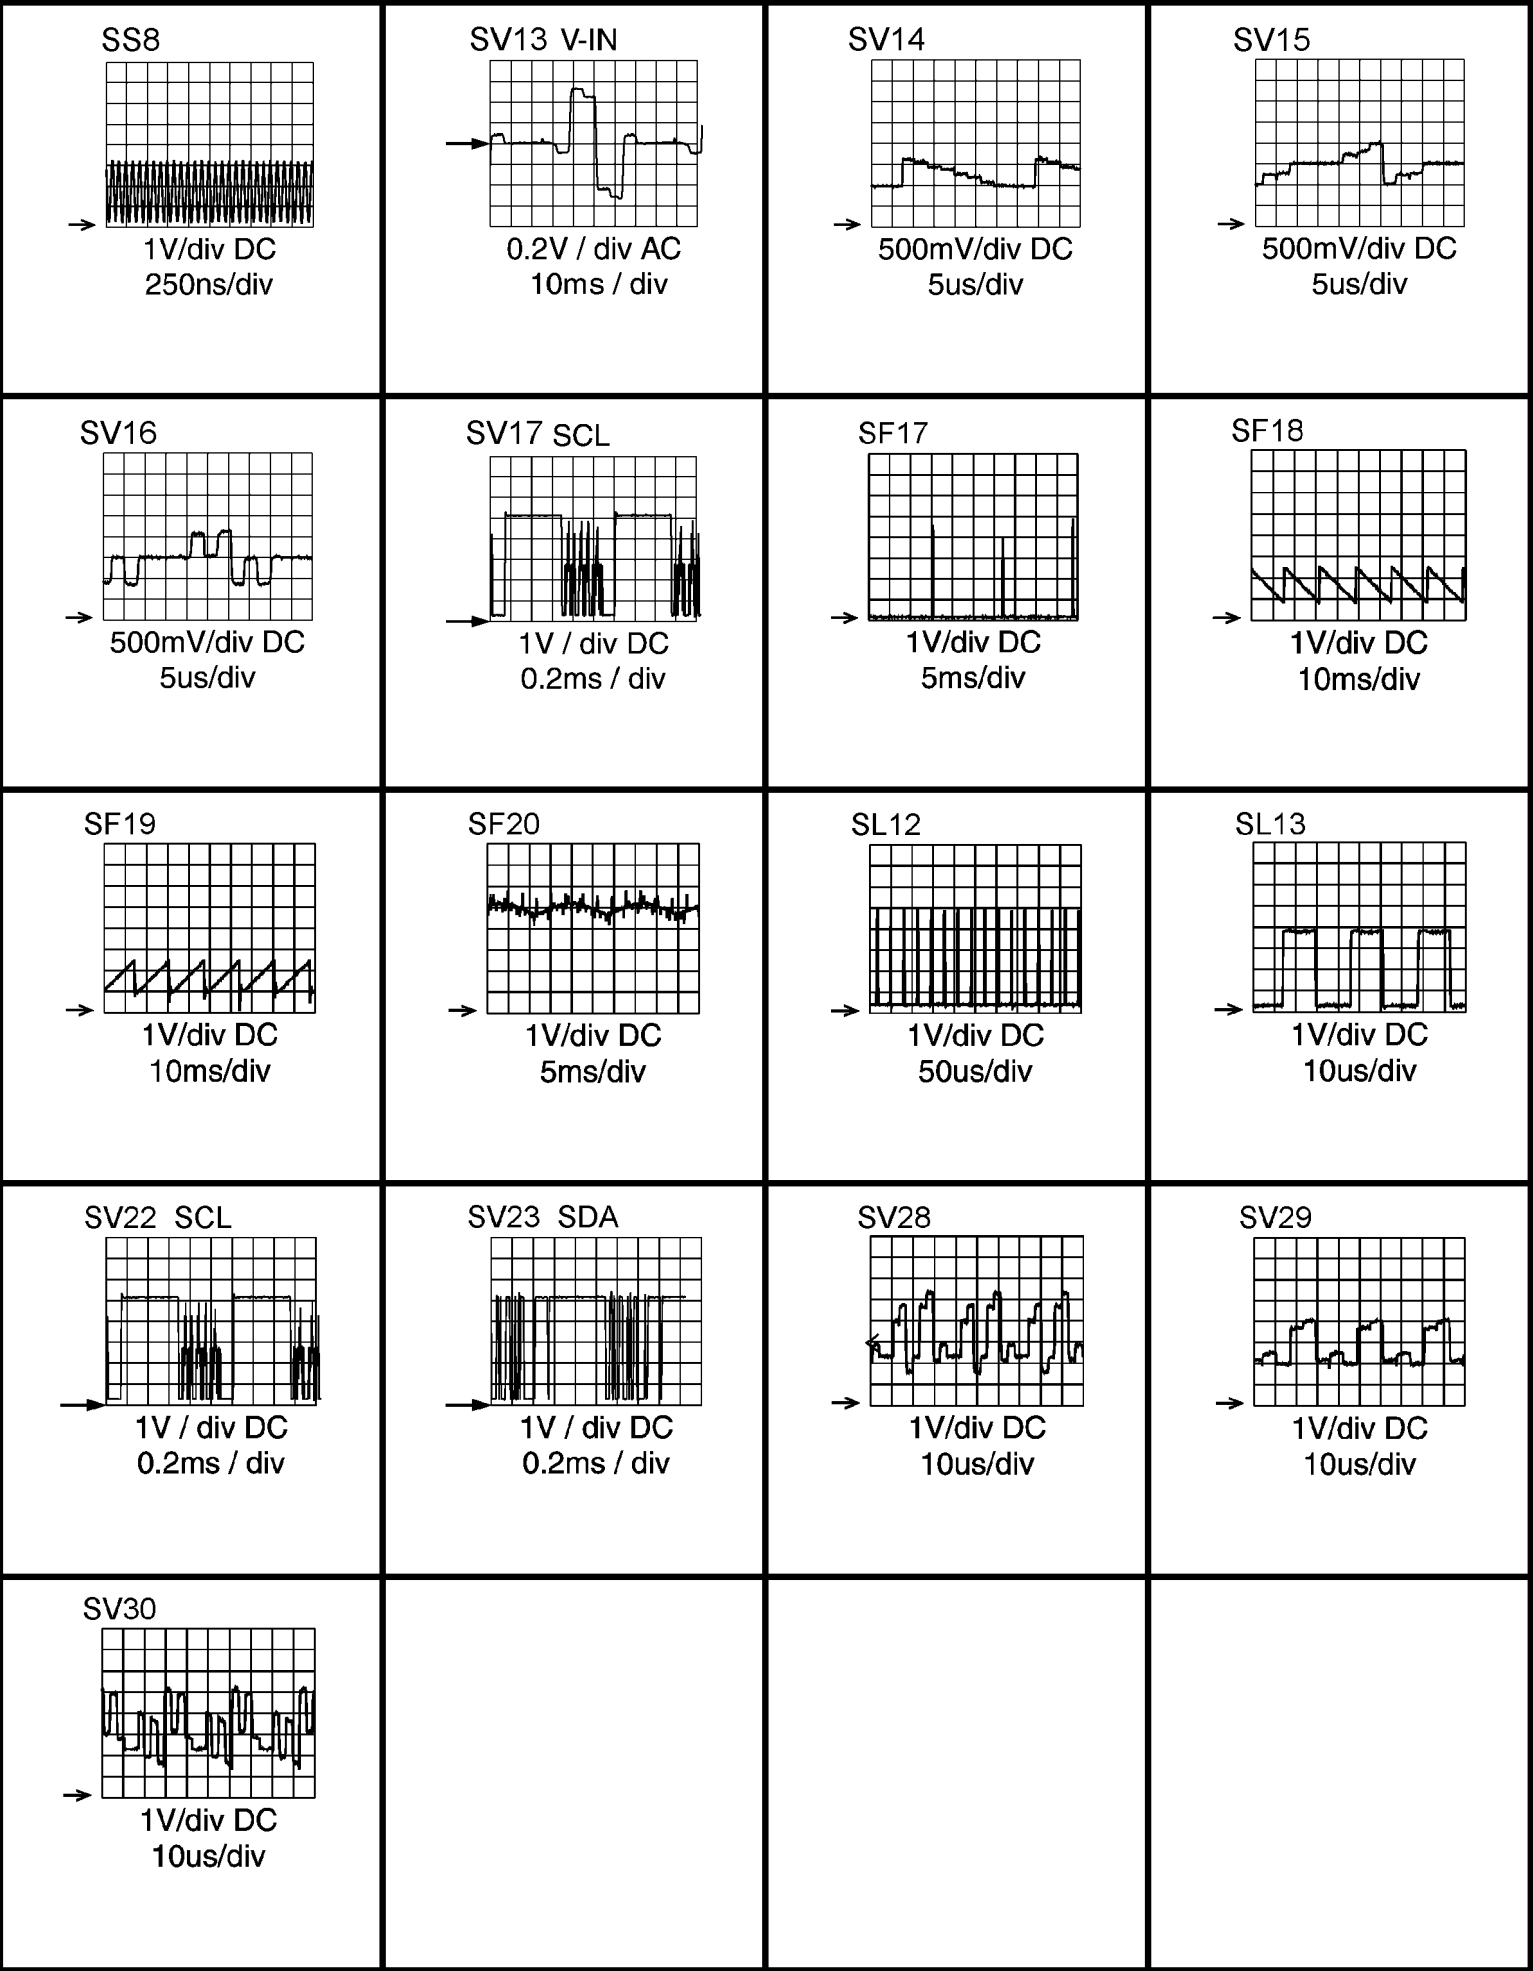 SS8
1V/div DC
250ns/div
SV13 V-IN
0.2V / div AC
10ms / div
SV14
500mV/div DC
5us/div
SV15
500mV/div DC
5us/div
SV16
500mV/div DC
5us/div
SV17 SCL
1V / div DC
0.2ms / div
SF17
1V/div DC
5ms/div
SF18
1V/div DC
10ms/div
SF19
1V/div DC
10ms/div
SF20
1V/div DC
5ms/div
SL12
1V/div DC
50us/div
SL13
1V/div DC
10us/div
SV22 SCL
1V / div DC
0.2ms / div
SV23 SDA
1V / div DC
0.2ms / div
SV28
1V/div DC
10us/div
SV29
1V/div DC
10us/div
SV30
1V/div DC
10us/div